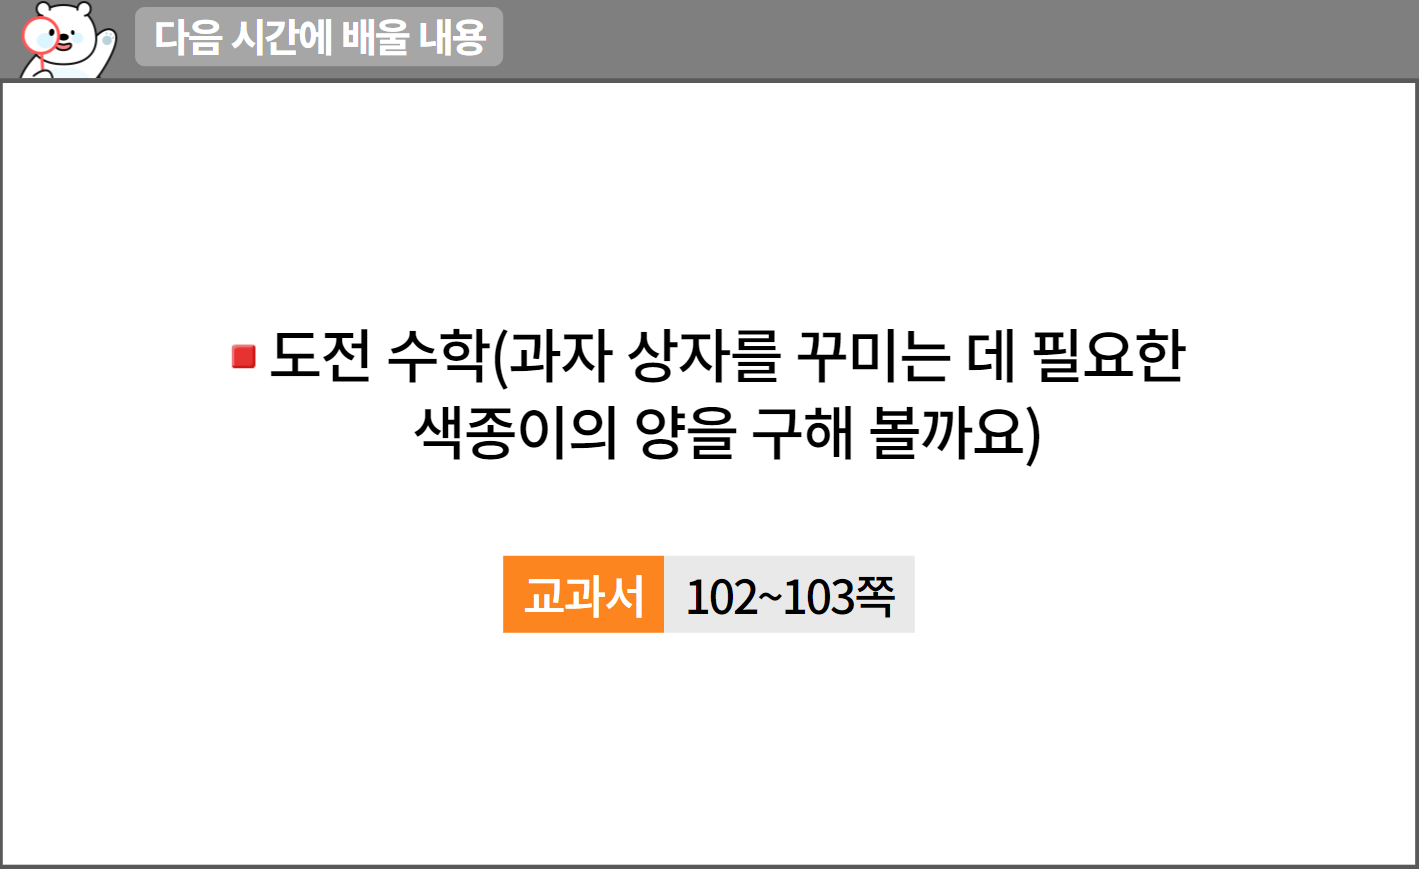 다음 시간에 배울 내용
도전 수학(과자 상자를 꾸미는 데 필요한
색종이의 양을 구해 볼까요)
교과서 102~103쪽